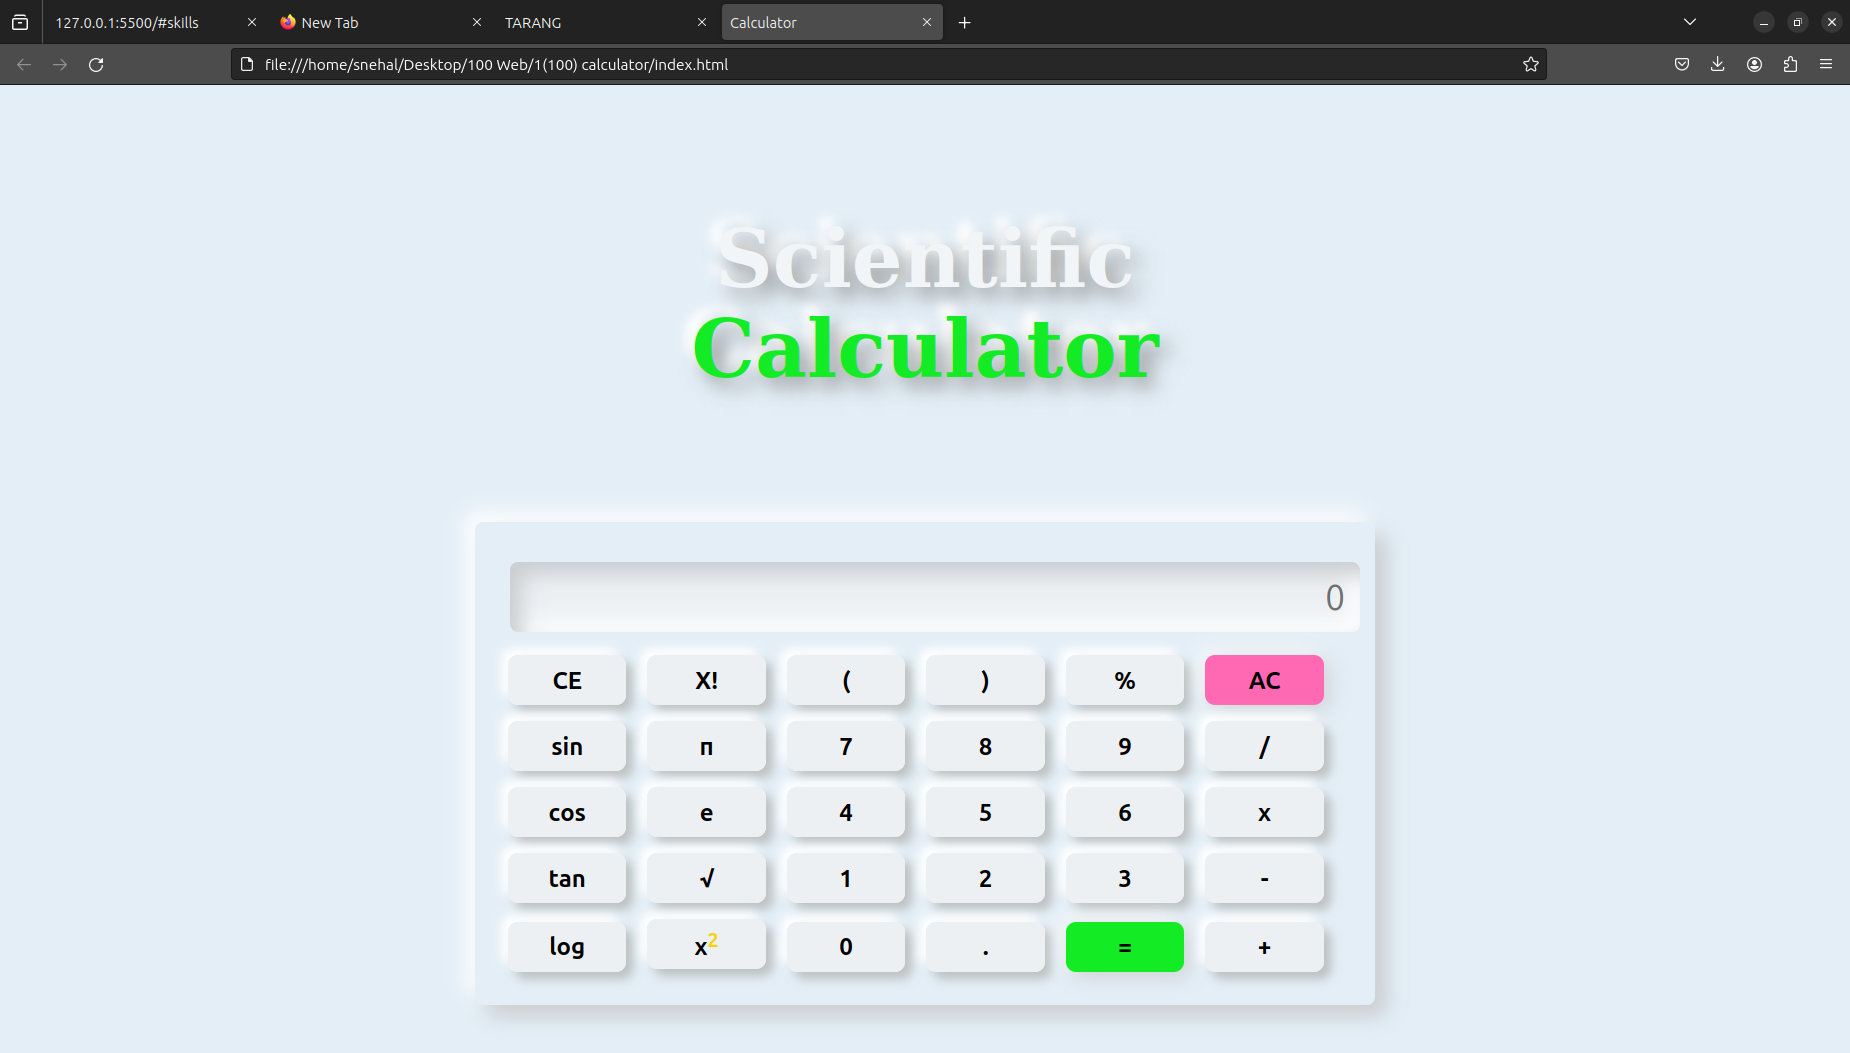 127.0.0.1:5500/#skills New Tab TARANG Calculator
file:///home/snehal/Desktop/100 Web/1(100) calculator/index.html
Scientific
Calculator
0
CE X! ( ) % AC
sin π 7 8 9 /
cos e 4 5 6 x
tan √ 1 2 3 -
log x² 0 . = +